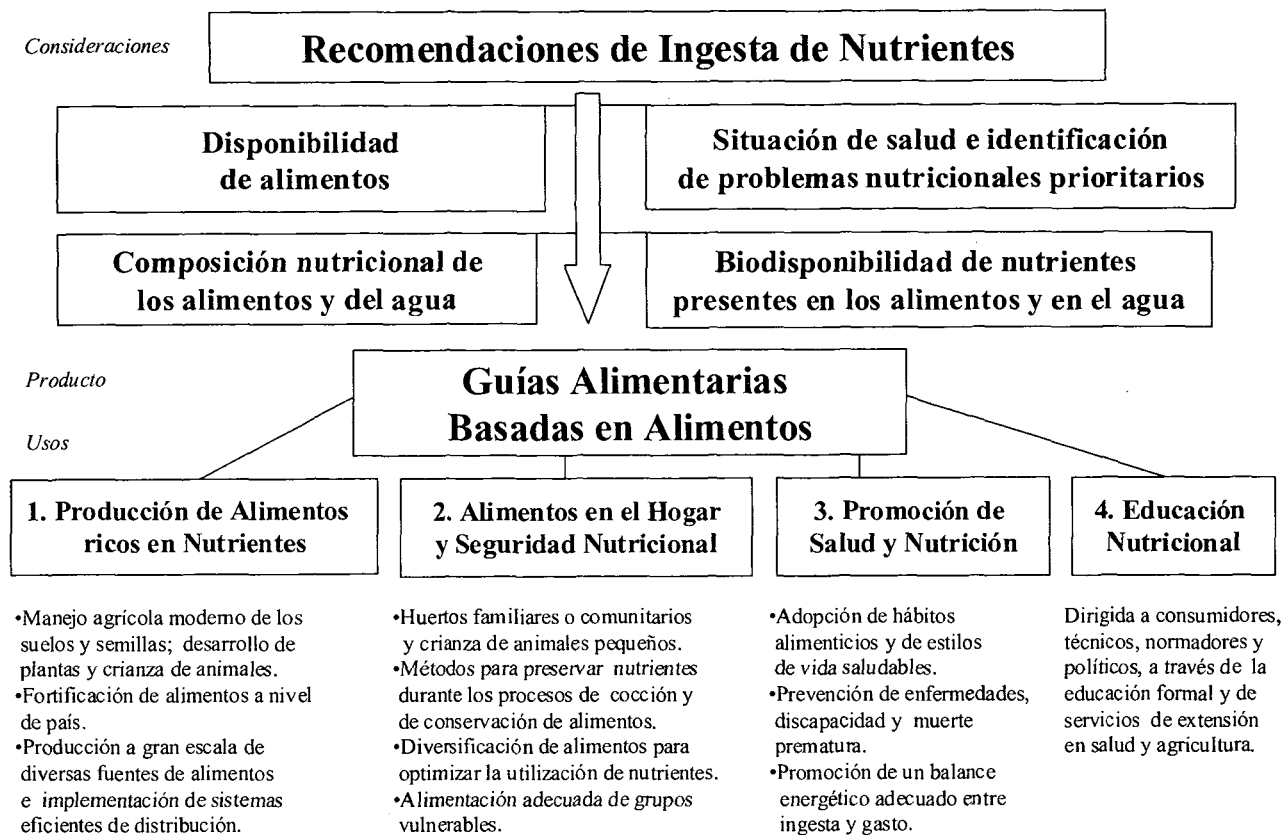 Consideraciones
Recomendaciones de Ingesta de Nutrientes
Disponibilidad
de alimentos
Situación de salud e identificación
de problemas nutricionales prioritarios
Composición nutricional de
los alimentos y del agua
Biodisponibilidad de nutrientes
presentes en los alimentos y en el agua
Producto
Guías Alimentarias
Basadas en Alimentos
Usos
1. Producción de Alimentos
ricos en Nutrientes
•Manejo agrícola moderno de los
suelos y semillas; desarrollo de
plantas y crianza de animales.
•Fortificación de alimentos a nivel
de país.
•Producción a gran escala de
diversas fuentes de alimentos
e implementación de sistemas
eficientes de distribución.
2. Alimentos en el Hogar
y Seguridad Nutricional
•Huertos familiares o comunitarios
y crianza de animales pequeños.
•Métodos para preservar nutrientes
durante los procesos de cocción y
de conservación de alimentos.
•Diversificación de alimentos para
optimizar la utilización de nutrientes.
•Alimentación adecuada de grupos
vulnerables.
3. Promoción de
Salud y Nutrición
•Adopción de hábitos
alimenticios y de estilos
de vida saludables.
•Prevención de enfermedades,
discapacidad y muerte
prematura.
•Promoción de un balance
energético adecuado entre
ingesta y gasto.
4. Educación
Nutricional
Dirigida a consumidores,
técnicos, normadores y
políticos, a través de la
educación formal y de
servicios de extensión
en salud y agrícultura.